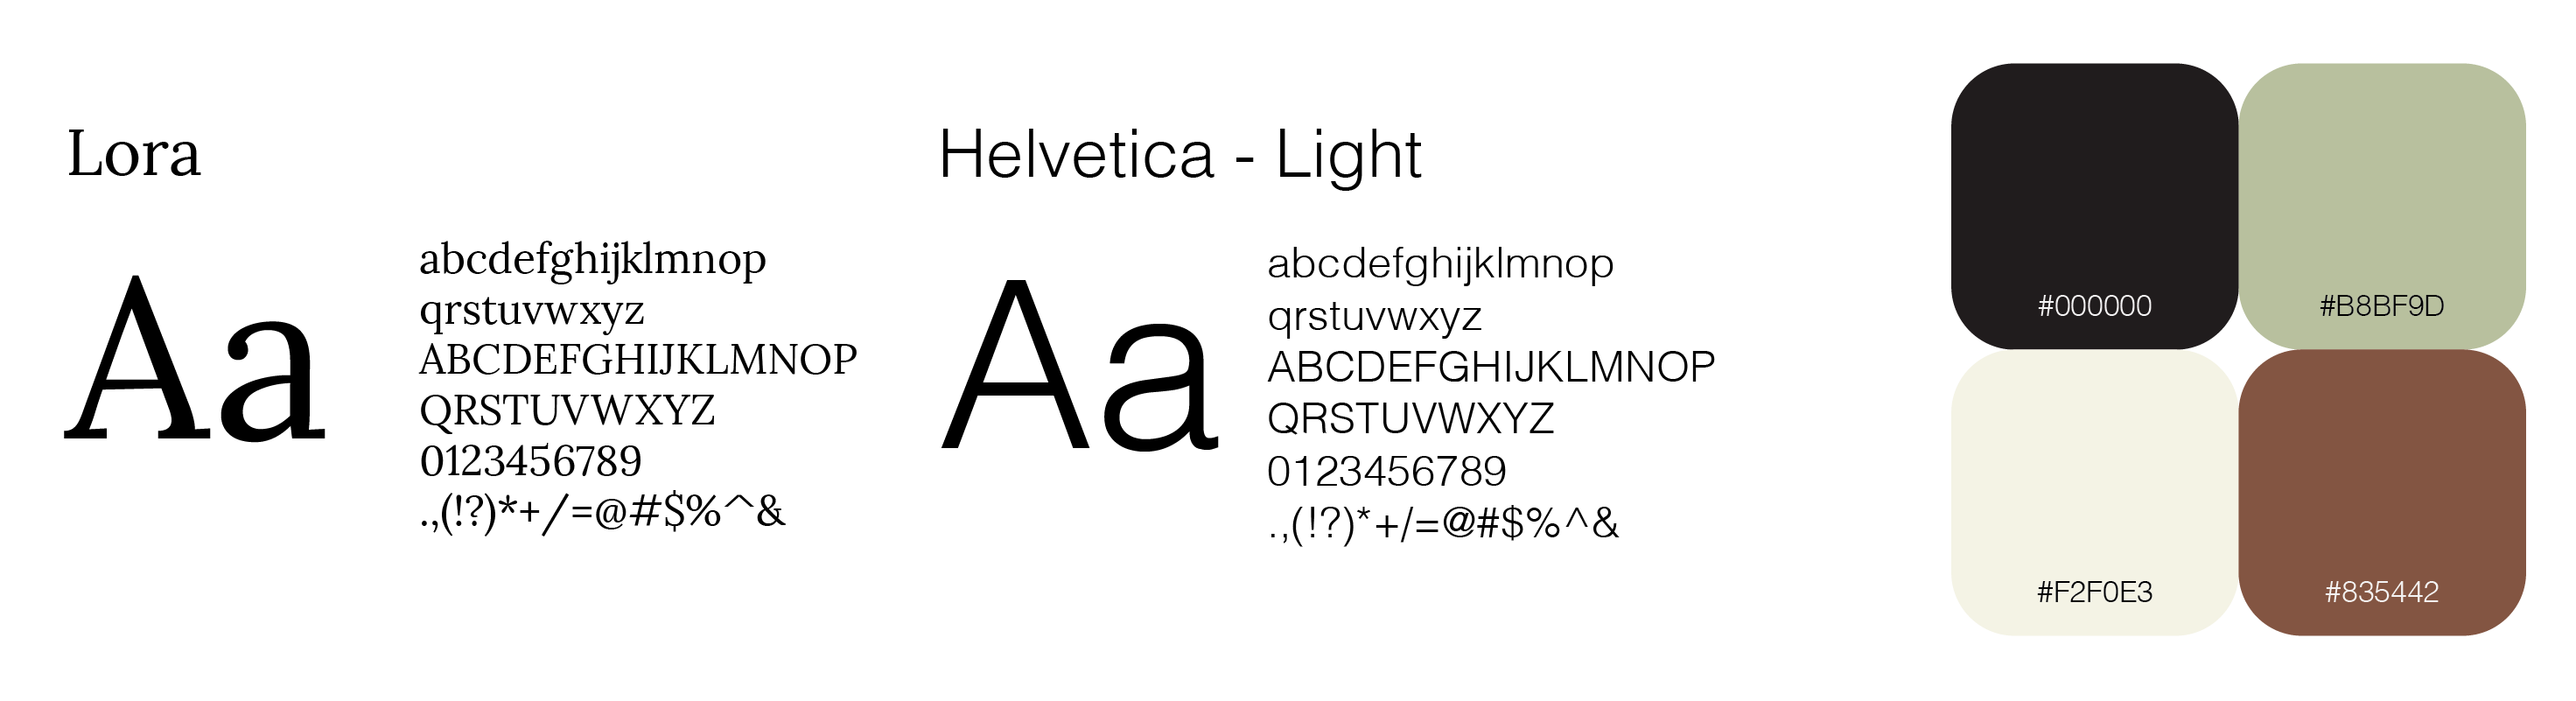 Lora
Aa
abcdefghijklmnop
qrstuvwxyz
ABCDEFGHIJKLMNOP
QRSTUVWXYZ
0123456789
.,(!?)*+/=@#$%^&
Helvetica - Light
Aa
abcdefghijklmnop
qrstuvwxyz
ABCDEFGHIJKLMNOP
QRSTUVWXYZ
0123456789
.,(!?)*+/=@#$%^&
#000000
#B8BF9D
#F2F0E3
#835442